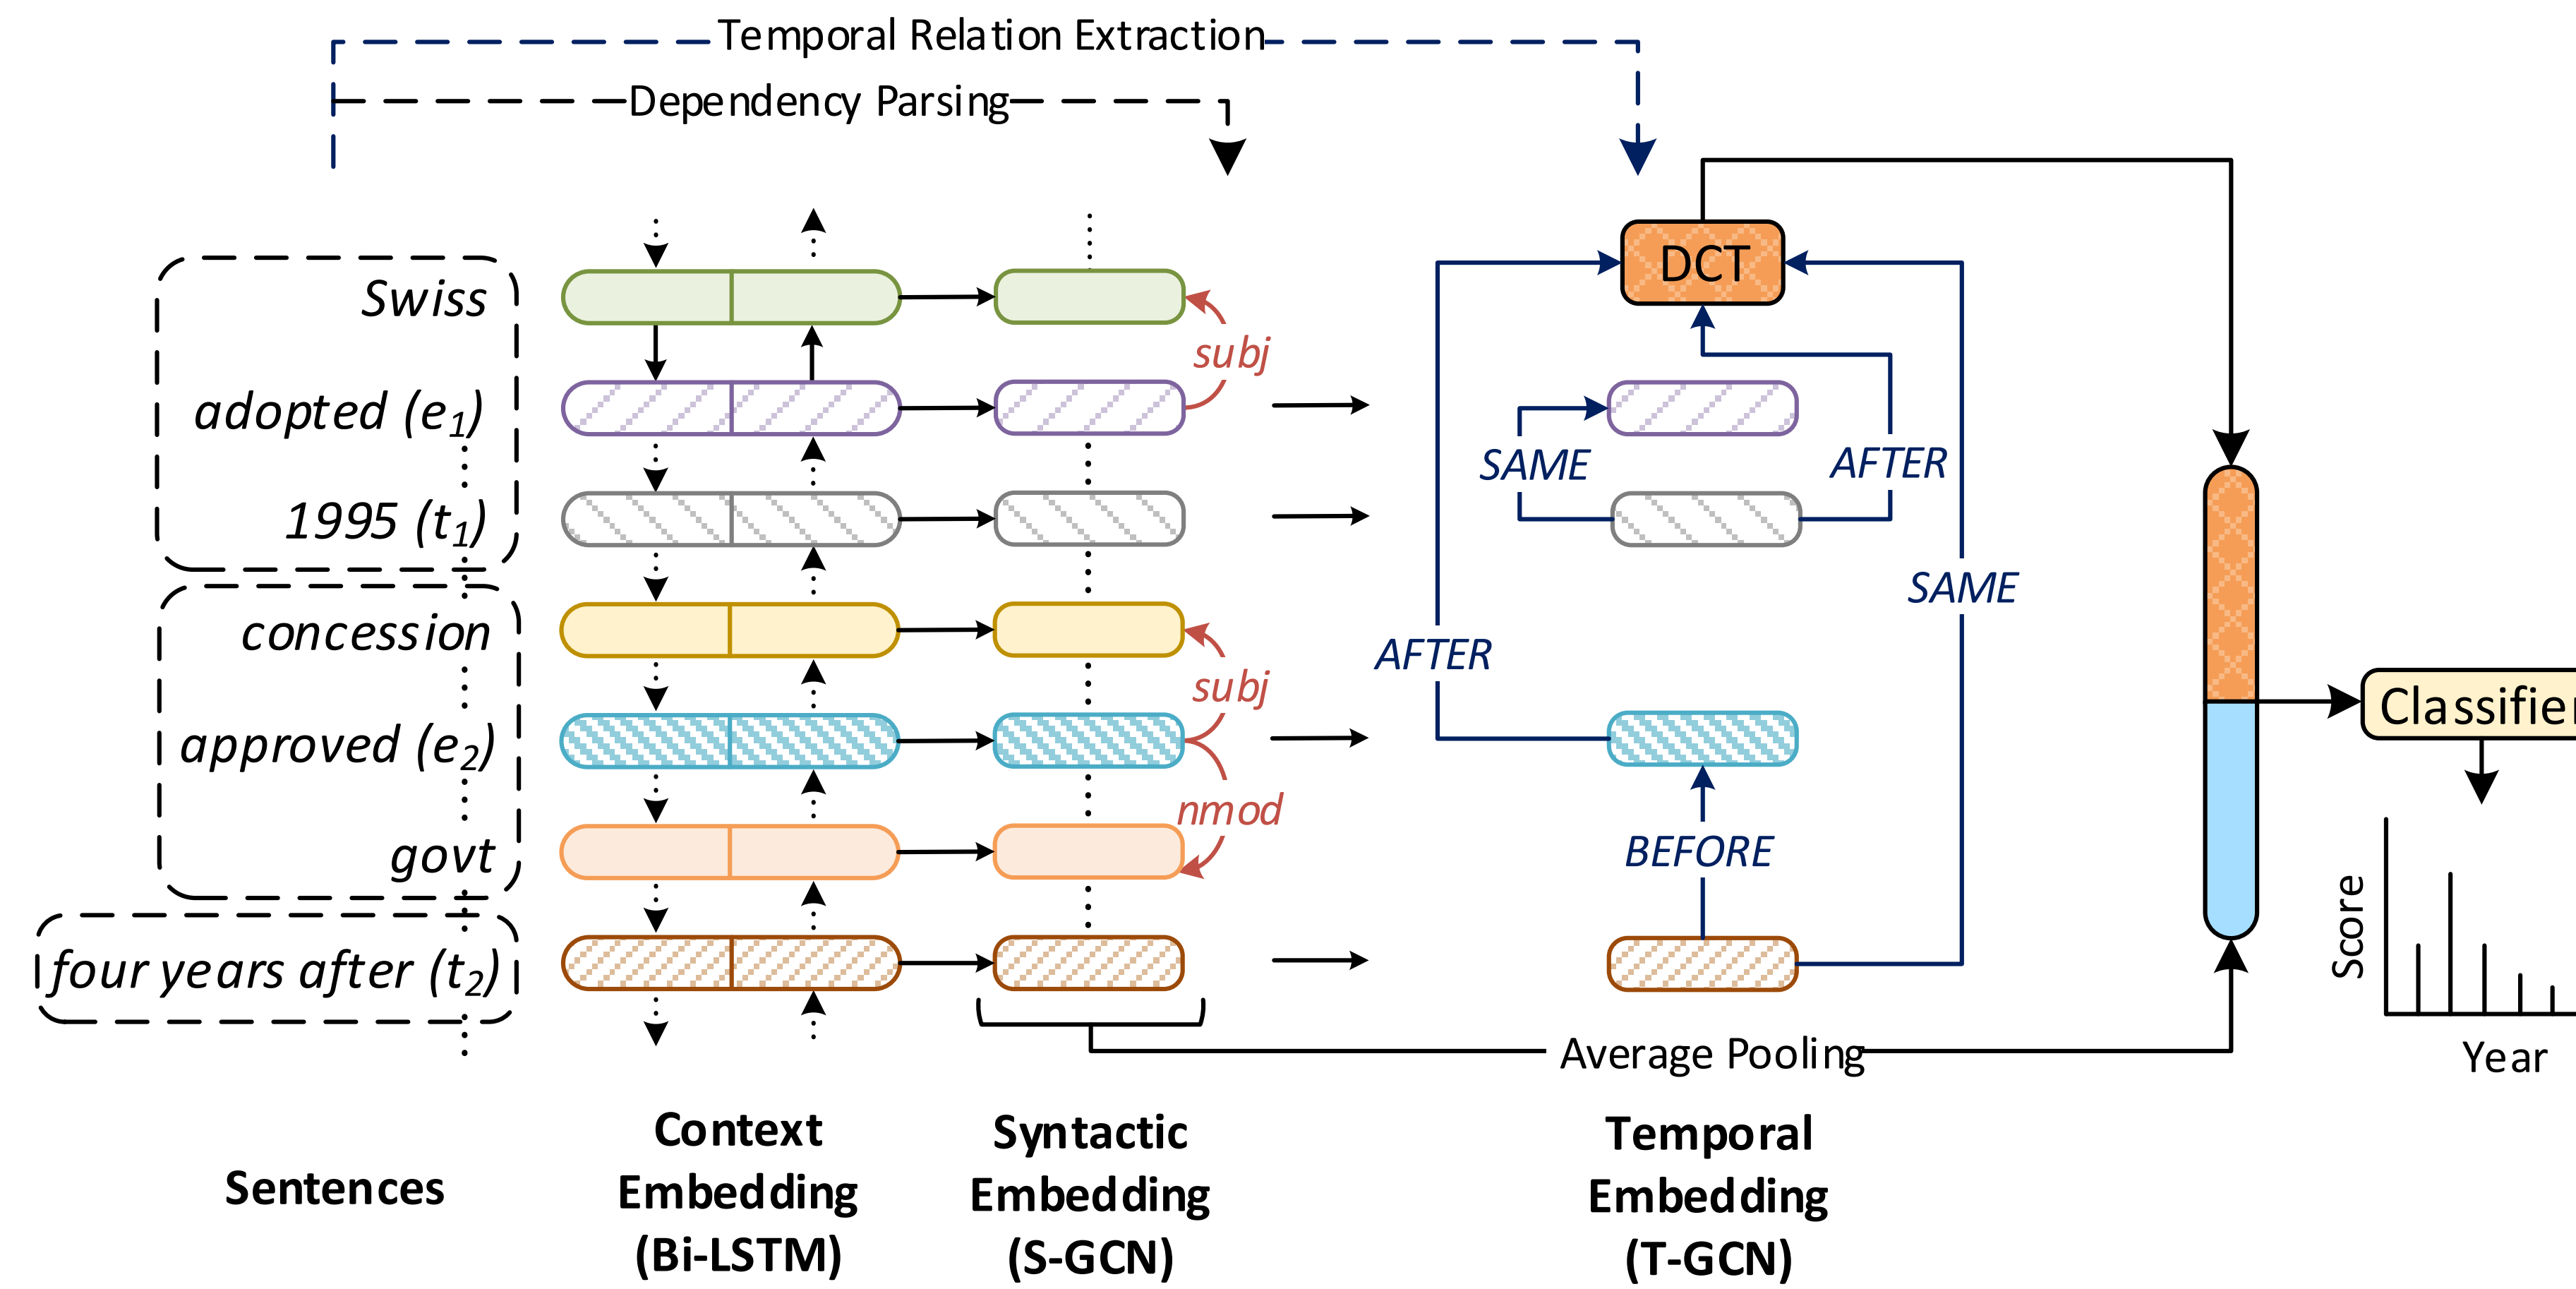 Temporal Relation Extraction
Dependency Parsing
Swiss
adopted (e1)
1995 (t1)
concession
approved (e2)
govt
four years after (t2)
subj
subj
nmod
DCT
SAME
AFTER
SAME
AFTER
BEFORE
Classifier
Score
Year
Average Pooling
Sentences
Context
Embedding
(Bi-LSTM)
Syntactic
Embedding
(S-GCN)
Temporal
Embedding
(T-GCN)